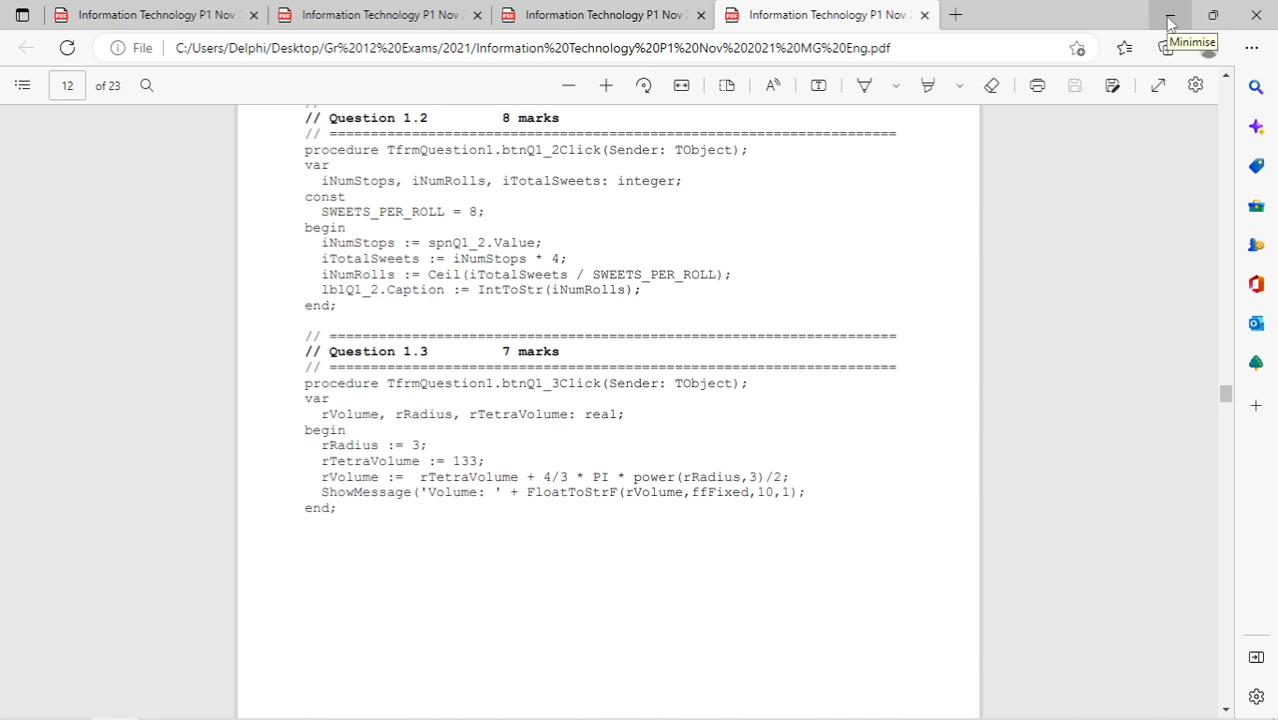 Information Technology P1 Nov
Information Technology P1 Nov
Information Technology P1 Nov
Information Technology P1 Nov
Minimise
File
C:/Users/Delphi/Desktop/Gr%2012%20Exams/2021/Information%20Technology%20P1%20Nov%202021%20MG%20Eng.pdf
12 of 23
// Question 1.2 8 marks
// =====================================================================
procedure TfrmQuestion1.btnQ1_2Click(Sender: TObject);
var
iNumStops, iNumRolls, iTotalSweets: integer;
const
SWEETS_PER_ROLL = 8;
begin
iNumStops := spnQ1_2.Value;
iTotalSweets := iNumStops * 4;
iNumRolls := Ceil(iTotalSweets / SWEETS_PER_ROLL);
lblQ1_2.Caption := IntToStr(iNumRolls);
end;
// =====================================================================
// Question 1.3 7 marks
// =====================================================================
procedure TfrmQuestion1.btnQ1_3Click(Sender: TObject);
var
rVolume, rRadius, rTetraVolume: real;
begin
rRadius := 3;
rTetraVolume := 133;
rVolume := rTetraVolume + 4/3 * PI * power(rRadius,3)/2;
ShowMessage('Volume: ' + FloatToStrF(rVolume,ffFixed,10,1);
end;